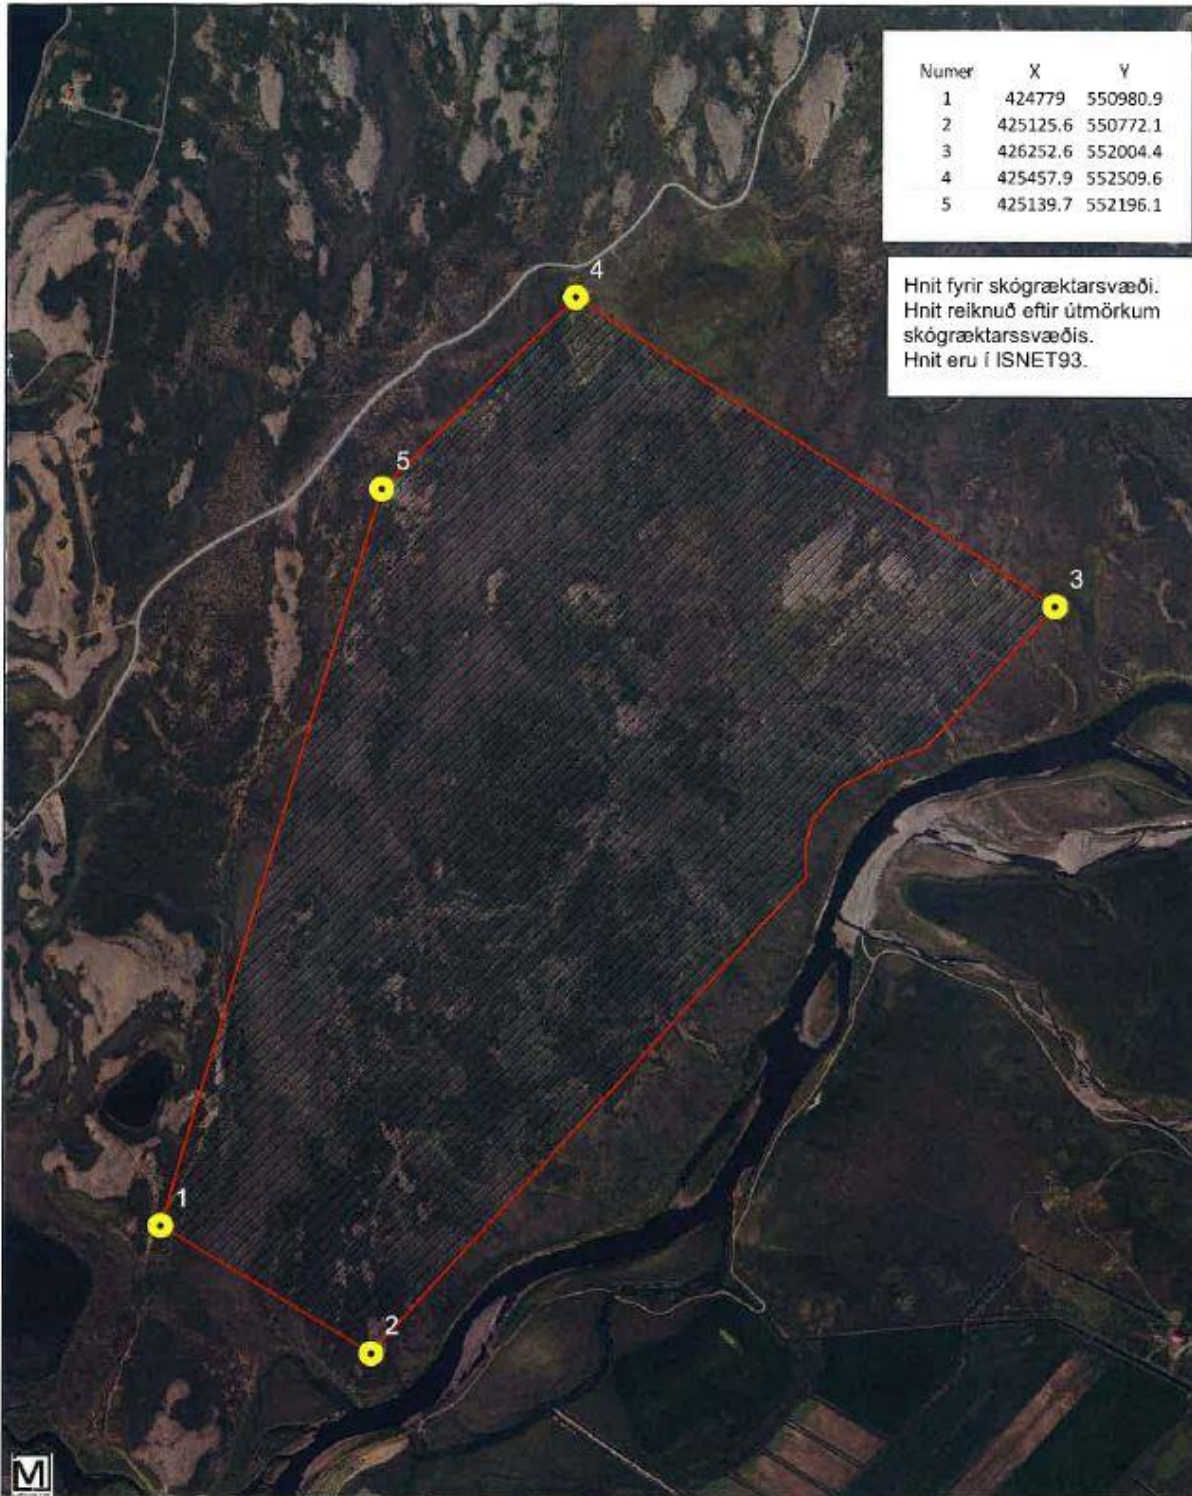 Numer X Y
1 424779 550980.9
2 425125.6 550772.1
3 426252.6 552004.4
4 425457.9 552509.6
5 425139.7 552196.1
Hnit fyrir skógræktarsvæði.
Hnit reiknuð eftir útmörkum
skógræktarssvæðis.
Hnit eru í ISNET93.
4
5
3
1
2
M